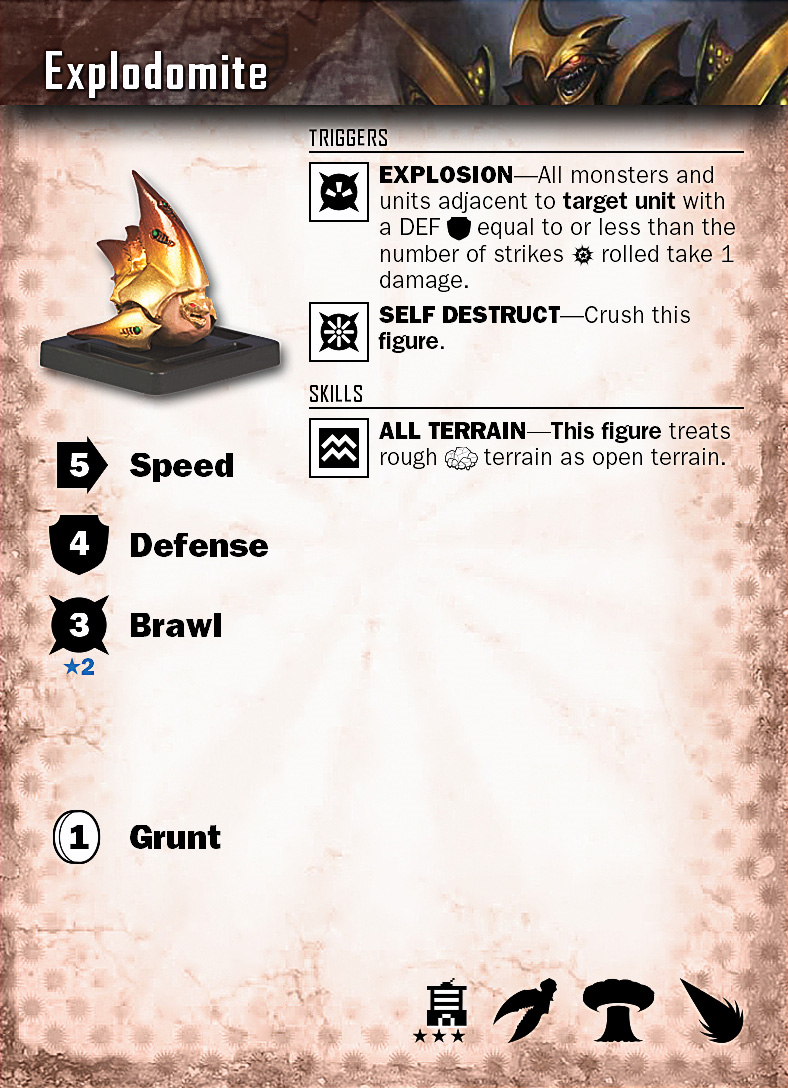 Explodomite
TRIGGERS
EXPLOSION—All monsters and
units adjacent to target unit with
a DEF equal to or less than the
number of strikes rolled take 1
damage.
SELF DESTRUCT—Crush this
figure.
SKILLS
ALL TERRAIN—This figure treats
rough terrain as open terrain.
5 Speed
4 Defense
3 Brawl
★2
1 Grunt
★★★